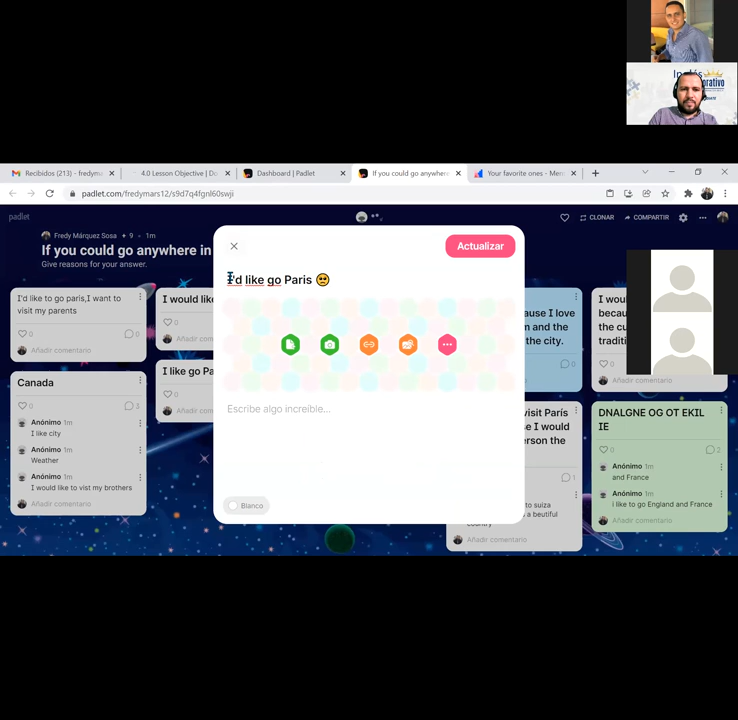 Recibidos (213) - fredyma
4.0 Lesson Objective | Do
Dashboard | Padlet
If you could go anywhere
Your favorite ones - Men
padlet.com/fredymars12/s9d7q4fgnl60swji
padlet
CLONAR
COMPARTIR
Fredy Márquez Sosa + 9 • 1m
If you could go anywhere in
Give reasons for your answer.
Actualizar
I'd like go Paris
Escribe algo increíble...
Blanco
I'd like to go paris,I want to
visit my parents
0
0
Añadir comentario
Canada
0
3
Anónimo 1m
I like city
Anónimo 1m
Weather
Anónimo 1m
I would like to vist my brothers
Añadir comentario
I would like
0
Añadir com
I like go Pa
0
Añadir com
ause I love
m and the
the city.
0
visit París
e I would
erson the
1
to suiza
s a beutiful
country
Añadir comentario
I wou
becau
the cu
traditi
0
Añadir comentario
DNALGNE OG OT EKIL
IE
0
2
Anónimo 1m
and France
Anónimo 1m
i like to go England and France
Añadir comentario